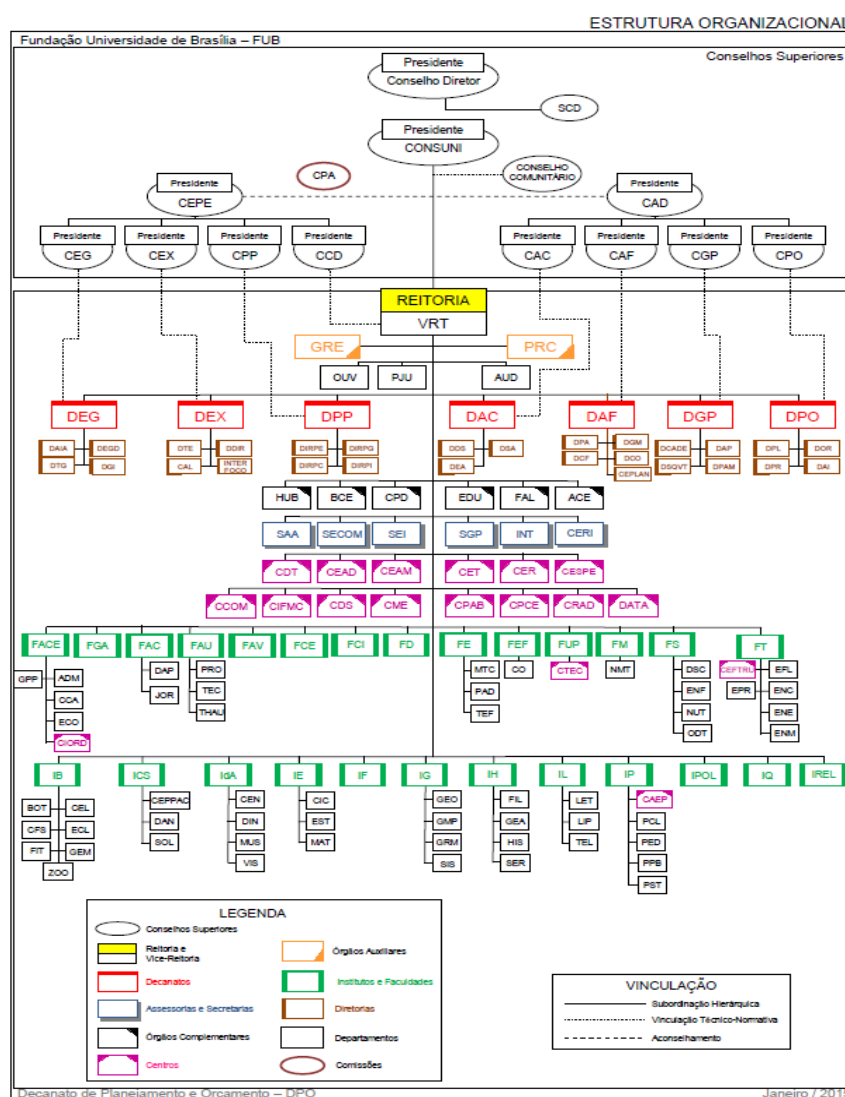 ESTRUTURA ORGANIZACIONAL
Fundação Universidade de Brasília – FUB
Conselhos Superiores
Presidente
Conselho Diretor
SCD
Presidente
CONSUNI
CPA
CONSELHO
COMUNITÁRIO
Presidente
CEPE
Presidente
CAD
Presidente Presidente Presidente Presidente Presidente Presidente Presidente Presidente
CEG CEX CPP CCD CAC CAF CGP CPO
REITORIA
VRT
GRE PRC
OUV PJU AUD
DEG DEX DPP DAC DAF DGP DPO
DAIA DEGD DTE DDIR DIRPE DIRPG DDS DSA DPA DGM DCADE DAP DPL DOR
DTG DGI CAL INTER
FOCO DIRPC DIRPI DEA DCF DCO DSQVT DPAM DPR DAI
CEPLAN
HUB BCE CPD EDU FAL ACE
SAA SECOM SEI SGP INT CERI
CDT CEAD CEAM CET CER CESPE
CCOM CIFMC CDS CME CPAB CPCE CRAD DATA
FACE FGA FAC FAU FAV FCE FCI FD FE FEF FUP FM FS FT
GPP ADM DAP PRO MTC CO CTEC NMT DSC CEFTRU EFL
CCA JOR TEC PAD ENF EPR ENC
ECO THAU TEF NUT ENE
CIORD ODT ENM
IB ICS IdA IE IF IG IH IL IP IPOL IQ IREL
BOT CEL CEPPAC CEN CIC GEO FIL LET CAEP
CFS ECL DAN DIN EST GMP GEA LIP PCL
FIT GEM SOL MUS MAT GRM HIS TEL PED
ZOO VIS SIS SER PPB
PST
LEGENDA
Conselhos Superiores
Reitoria e
Vice-Reitoria
Órgãos Auxiliares
Decanatos
Institutos e Faculdades
Assessorias e Secretarias
Diretorias
Órgãos Complementares
Departamentos
Centros
Comissões
VINCULAÇÃO
Subordinação Hierárquica
Vinculação Técnico-Normativa
Aconselhamento
Decanato de Planejamento e Orçamento – DPO
Janeiro / 2015